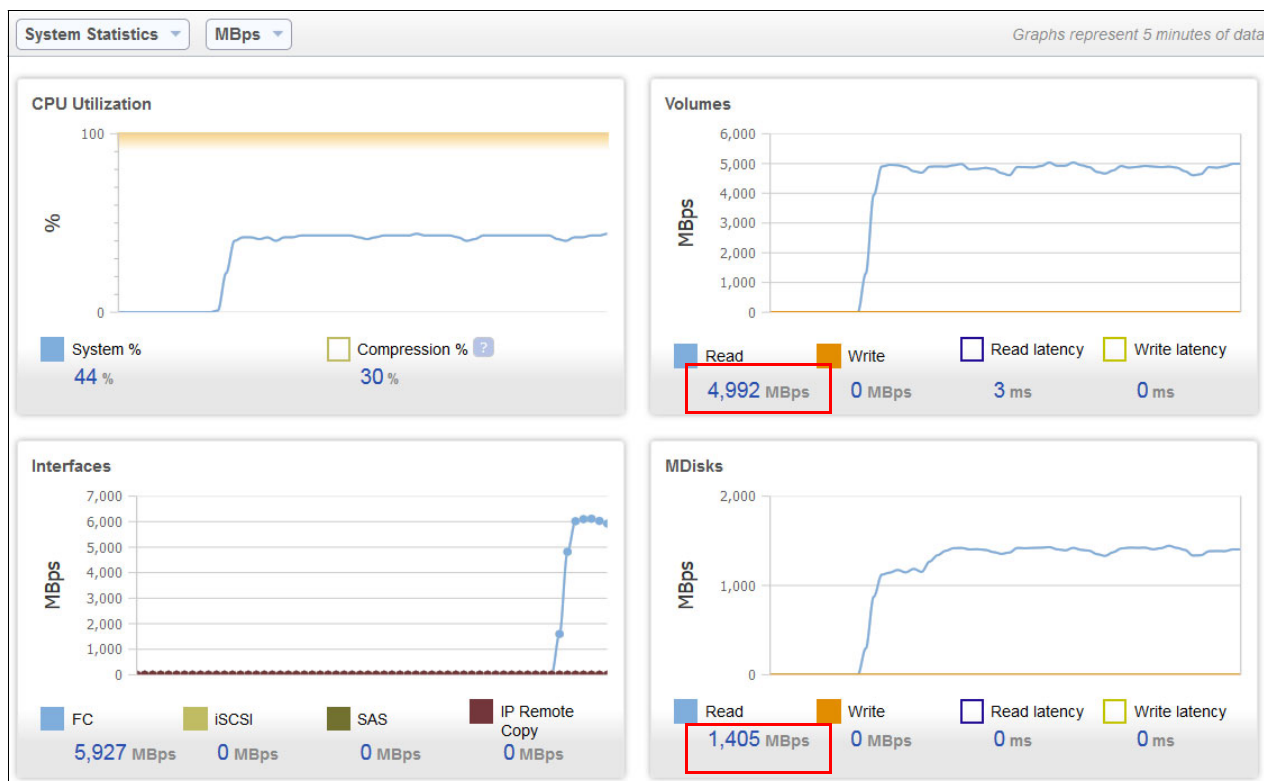 System Statistics MBps Graphs represent 5 minutes of data
CPU Utilization
100
%
0
System % Compression % ?
44 % 30 %
Volumes
6,000
5,000
4,000
3,000
2,000
1,000
0
MBps
Read Write Read latency Write latency
4,992 MBps 0 MBps 3 ms 0 ms
Interfaces
7,000
6,000
5,000
4,000
3,000
2,000
1,000
0
MBps
FC iSCSI SAS IP Remote
Copy
5,927 MBps 0 MBps 0 MBps 0 MBps
MDisks
2,000
1,000
0
MBps
Read Write Read latency Write latency
1,405 MBps 0 MBps 0 ms 0 ms